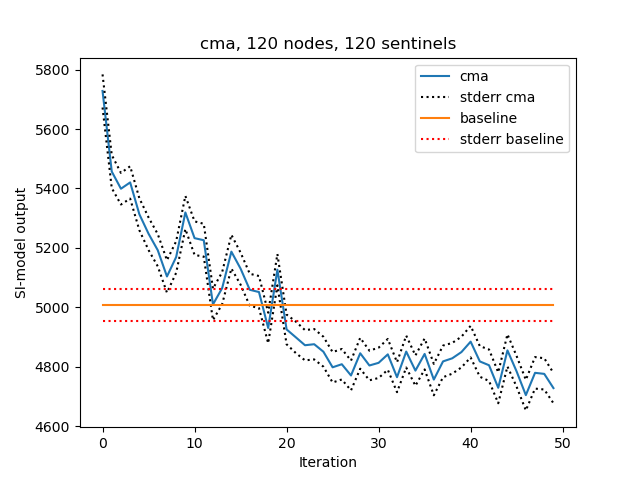 cma, 120 nodes, 120 sentinels
cma
stderr cma
baseline
stderr baseline
SI-model output
5800
5600
5400
5200
5000
4800
4600
0
10
20
30
40
50
Iteration